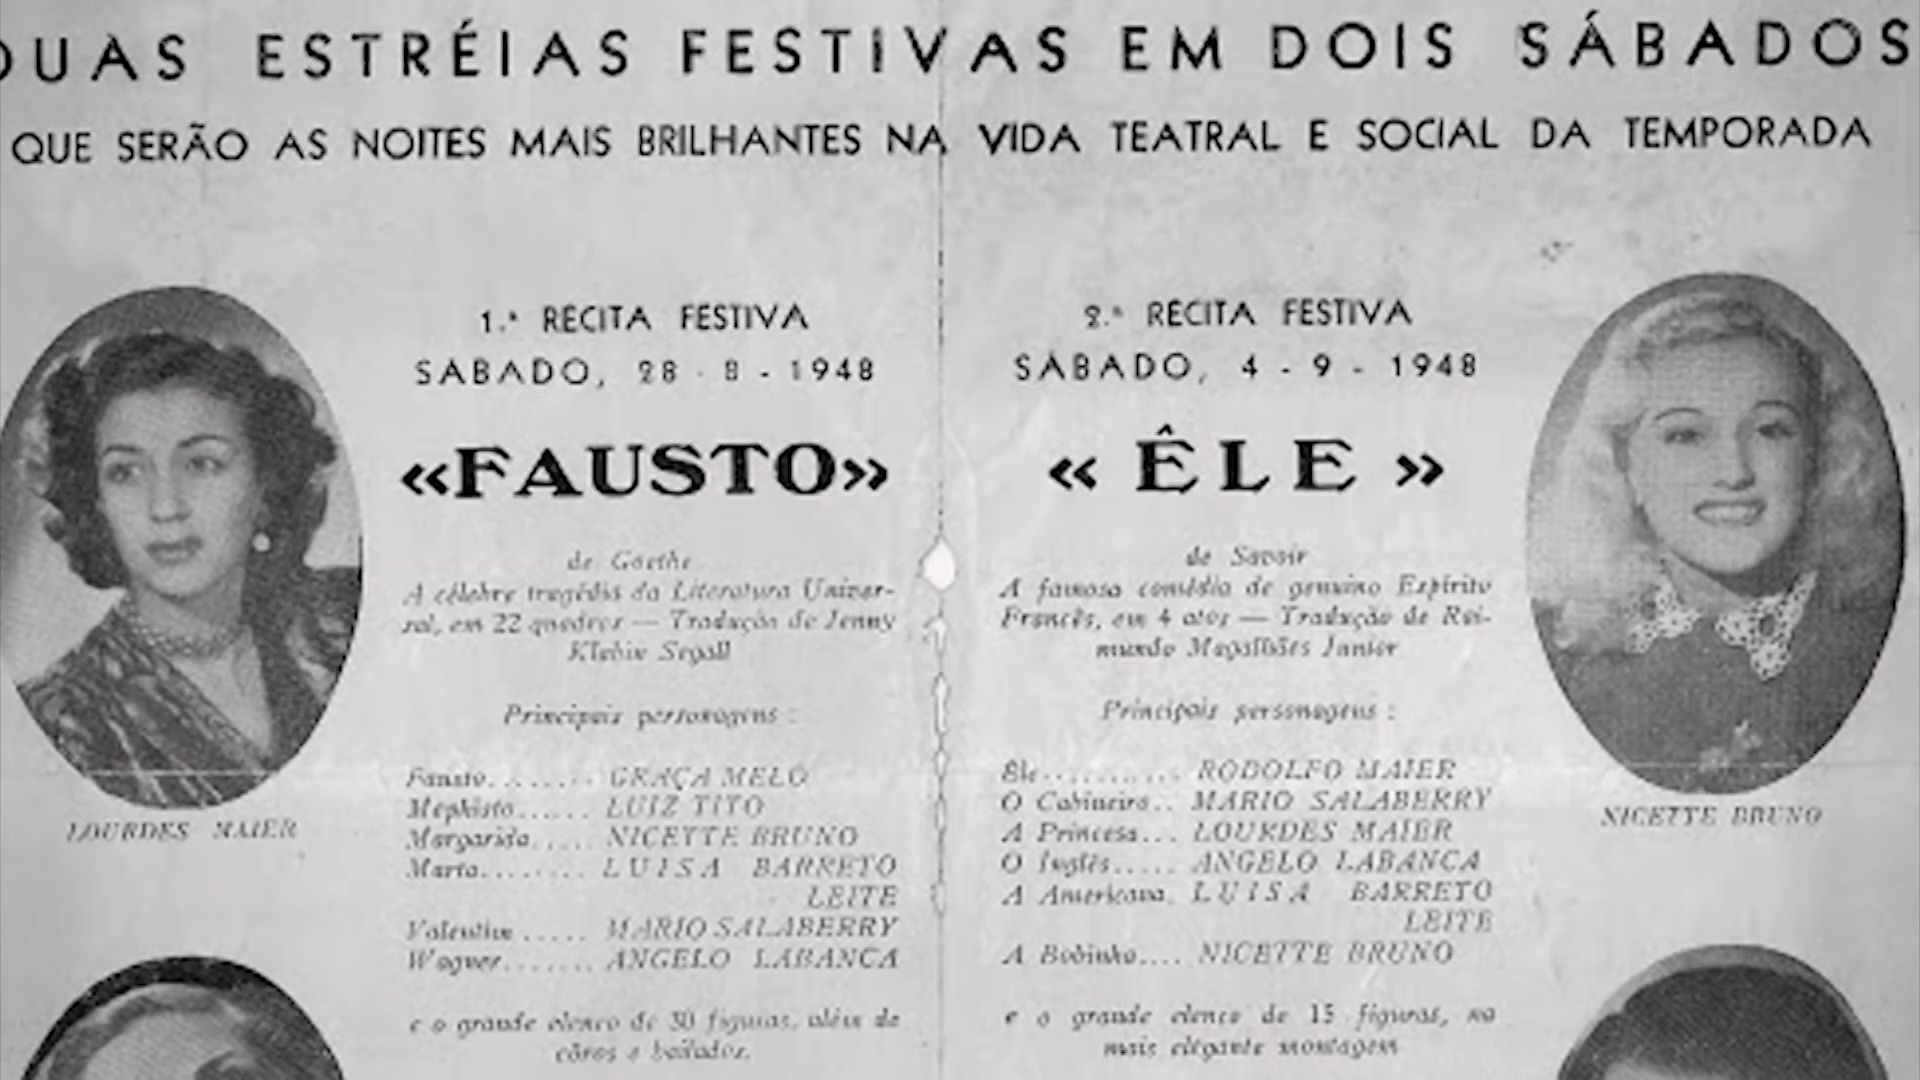 DUAS ESTRÉIAS FESTIVAS EM DOIS SÁBADOS
QUE SERÃO AS NOITES MAIS BRILHANTES NA VIDA TEATRAL E SOCIAL DA TEMPORADA
1.ª RÉCITA FESTIVA
SÁBADO, 28 - 8 - 1948
«FAUSTO»
de Goethe
A célebre tragédia da Literatura Univer-
sal, em 22 quadros — Tradução de Jenny
Klabin Segall
Principais personagens :
Fausto....... GRAÇA MELO
Mephisto...... LUIZ TITO
Margarida..... NICETTE BRUNO
Marta........ LUISA BARRETO
LEITE
Valentim ..... MARIO SALABERRY
Wagner....... ANGELO LABANCA
e o grande elenco de 30 figuras, além de
côros e bailados.
LOURDES MAIER
2.ª RÉCITA FESTIVA
SÁBADO, 4 - 9 - 1948
« ÊLE »
de Savoir
A famosa comédia de genuino Espírito
Francês, em 4 atos — Tradução de Rai-
mundo Magalhães Junior
Principais personagens :
Êle........... RODOLFO MAIER
O Cabineiro.. MARIO SALABERRY
A Princesa... LOURDES MAIER
O Inglês..... ANGELO LABANCA
A Americana. LUISA BARRETO
LEITE
A Bobinha.... NICETTE BRUNO
e o grande elenco de 15 figuras, na
mais elegante montagem
NICETTE BRUNO